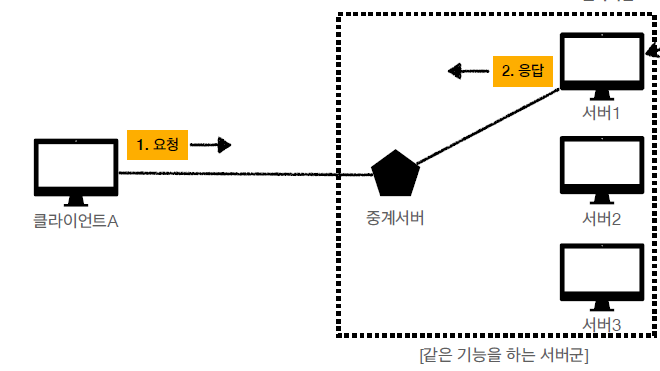 2. 응답
서버1
1. 요청
클라이언트A
중계서버
서버2
서버3
[같은 기능을 하는 서버군]